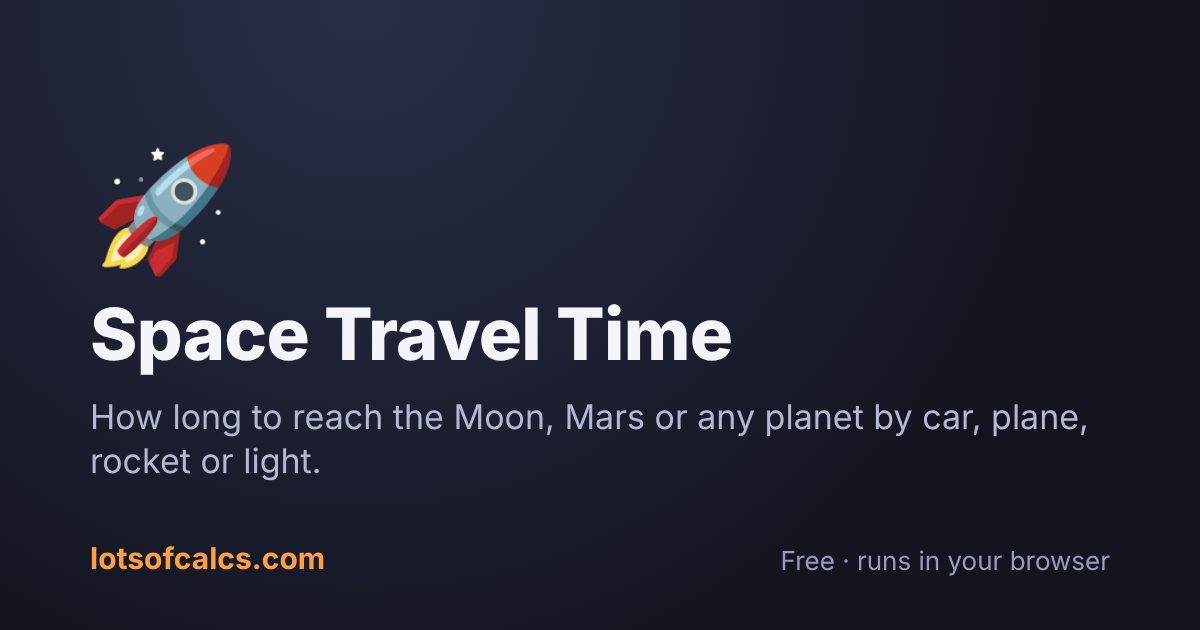 Space Travel Time
How long to reach the Moon, Mars or any planet by car, plane,
rocket or light.
lotsofcalcs.com
Free · runs in your browser